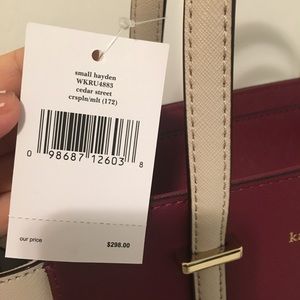 small hayden
WKRU4883
cedar street
crspln/mlt (172)
0 98687 12603 8
our price
$298.00
k